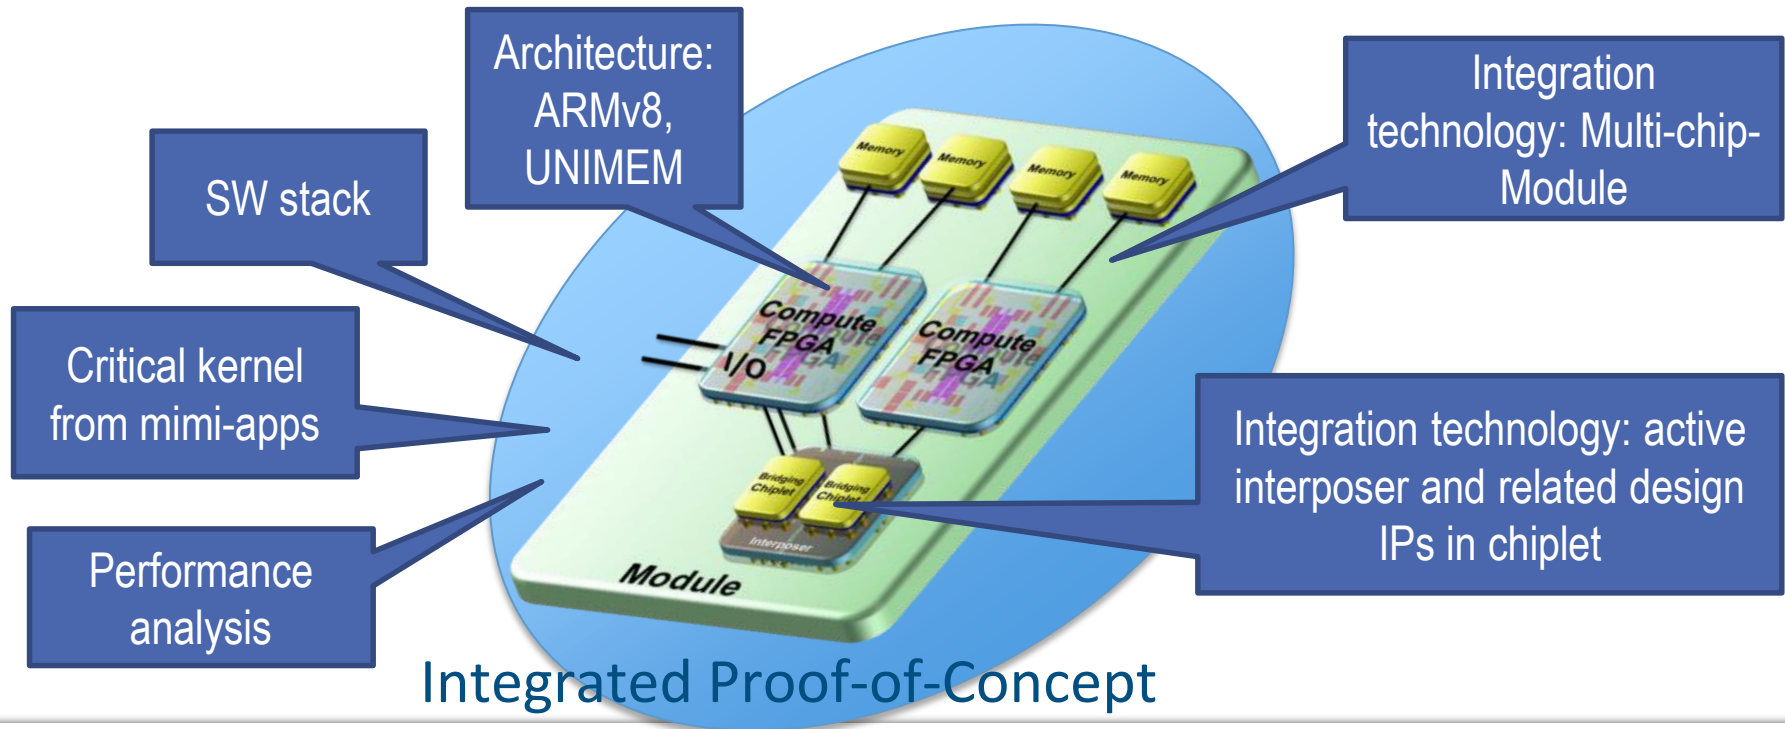 Architecture:
ARMv8,
UNIMEM
Integration
technology: Multi-chip-
Module
SW stack
Critical kernel
from mimi-apps
Performance
analysis
Integration technology: active
interposer and related design
IPs in chiplet
Memory
Memory
Memory
Memory
Compute
FPGA
I/O
Compute
FPGA
Bridging
Chiplet
Bridging
Chiplet
Interposer
Module
Integrated Proof-of-Concept